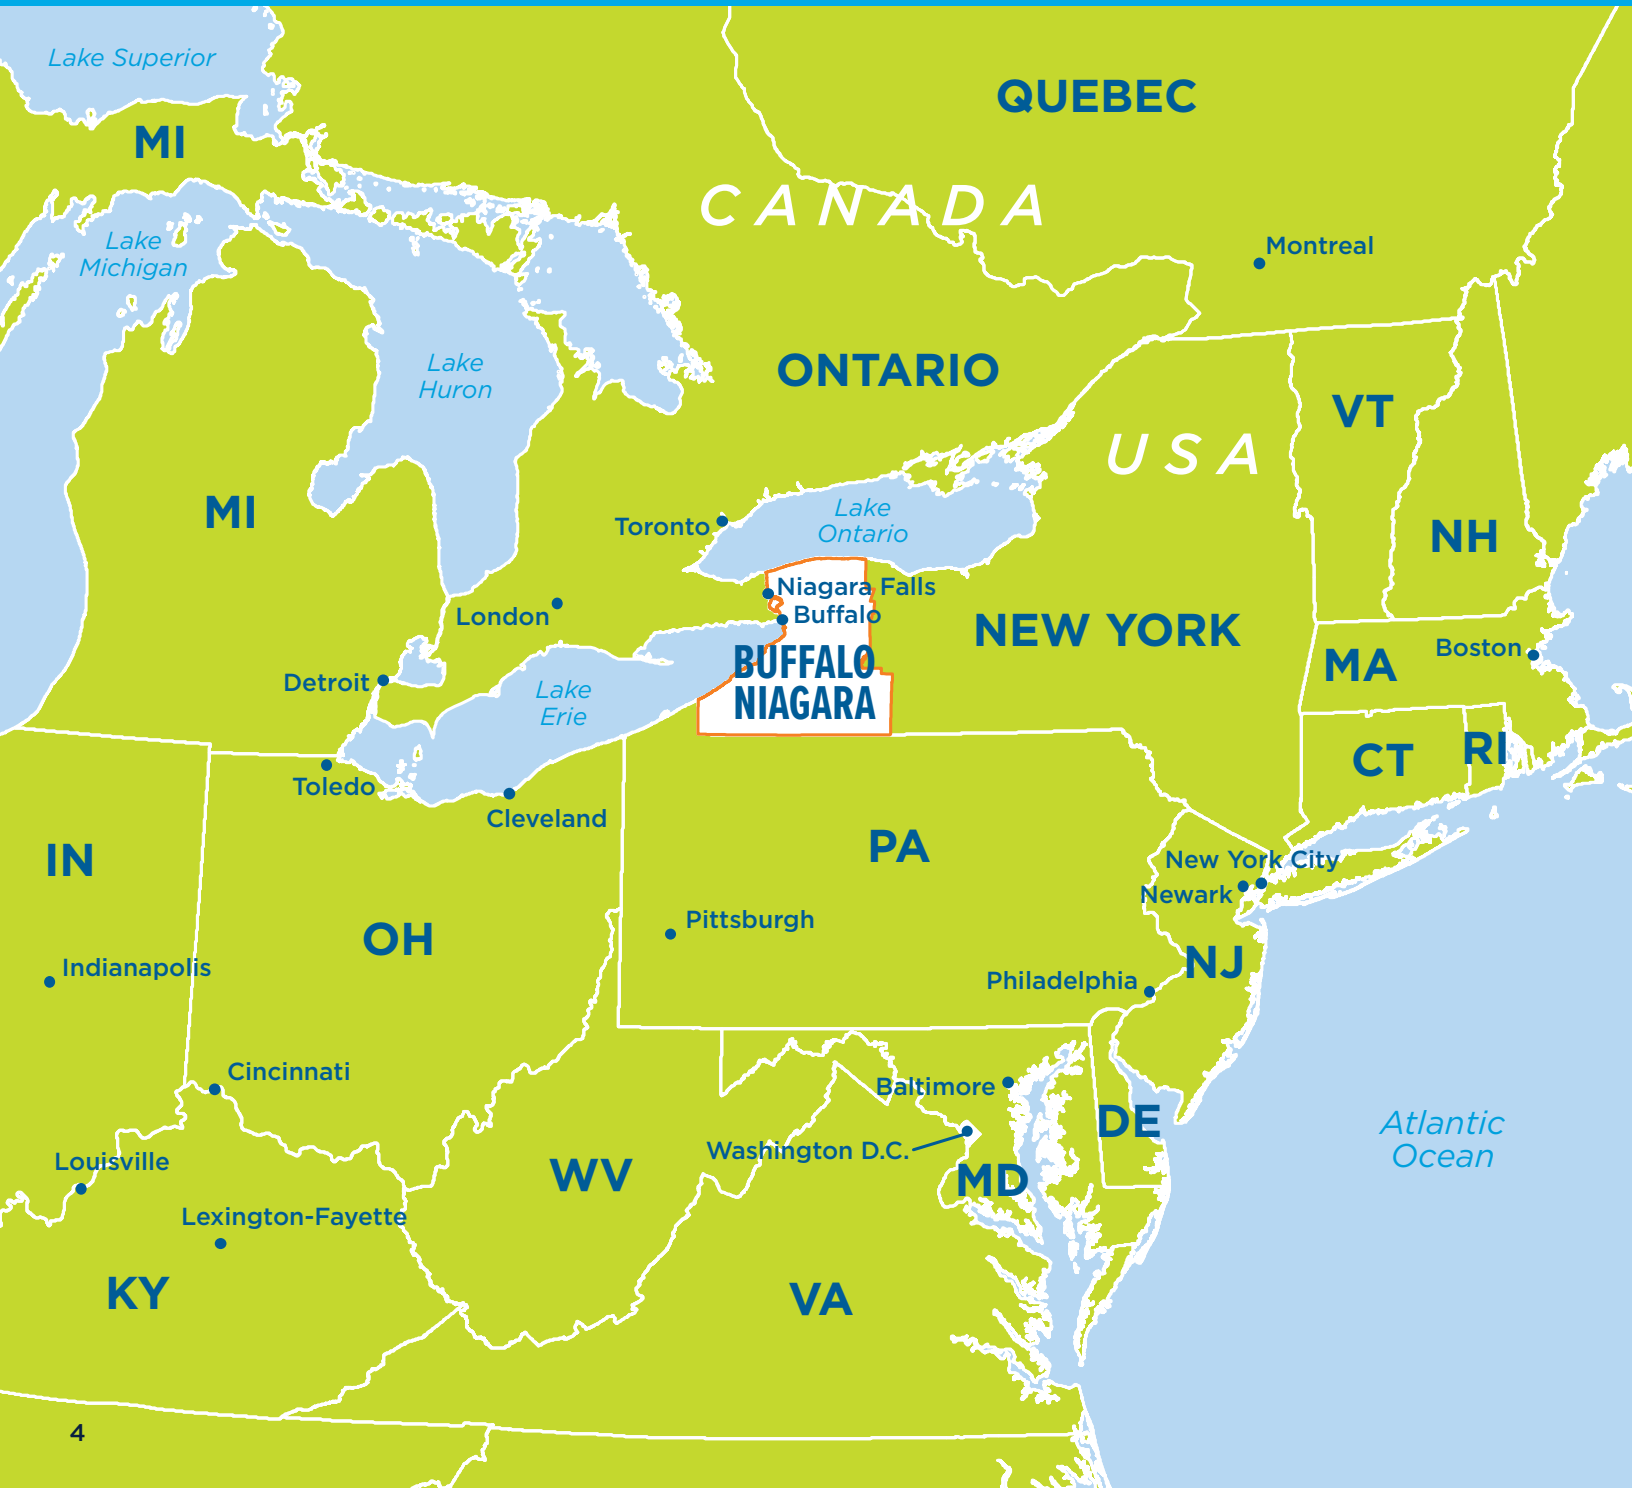 Lake Superior
QUEBEC
MI
CANADA
Lake
Michigan
Montreal
Lake
Huron
ONTARIO
VT
USA
MI
Lake
Ontario
Toronto
NH
Niagara Falls
London
Buffalo
NEW YORK
Boston
BUFFALO
NIAGARA
MA
Detroit
Lake
Erie
RI
CT
Toledo
Cleveland
PA
IN
New York City
Newark
Pittsburgh
OH
NJ
Indianapolis
Philadelphia
Cincinnati
Baltimore
DE
Atlantic
Ocean
Washington D.C.
Louisville
WV
MD
Lexington-Fayette
KY
VA
4